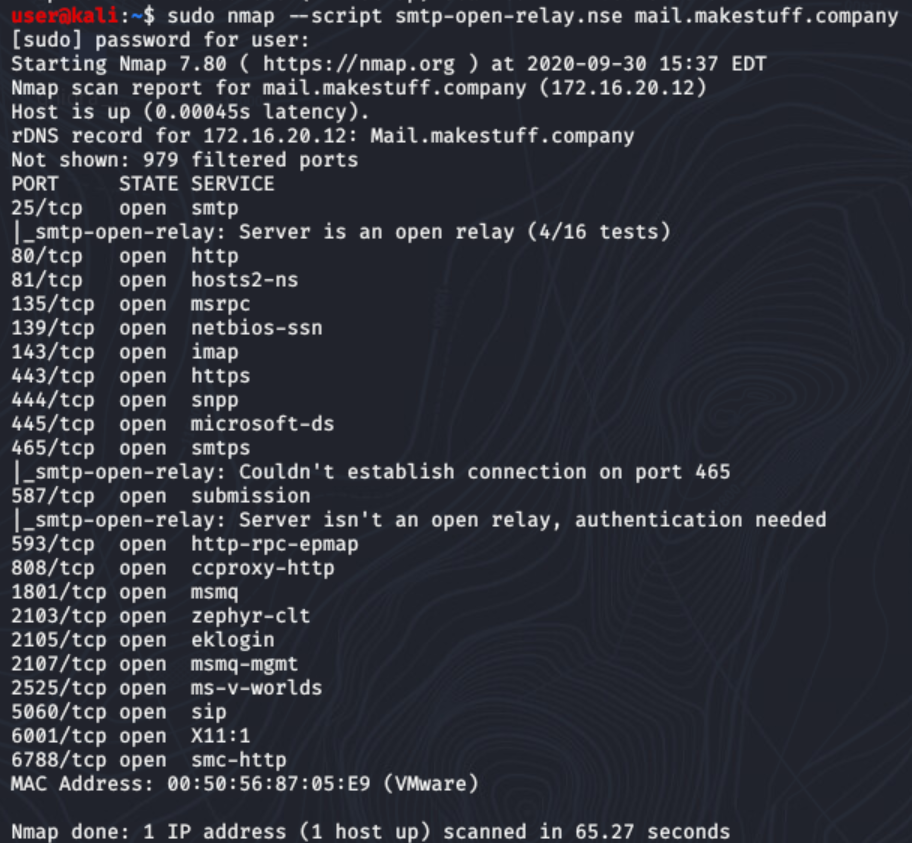 user@kali:~$ sudo nmap --script smtp-open-relay.nse mail.makestuff.company
[sudo] password for user:
Starting Nmap 7.80 ( https://nmap.org ) at 2020-09-30 15:37 EDT
Nmap scan report for mail.makestuff.company (172.16.20.12)
Host is up (0.00045s latency).
rDNS record for 172.16.20.12: Mail.makestuff.company
Not shown: 979 filtered ports
PORT     STATE SERVICE
25/tcp   open  smtp
|_smtp-open-relay: Server is an open relay (4/16 tests)
80/tcp   open  http
81/tcp   open  hosts2-ns
135/tcp  open  msrpc
139/tcp  open  netbios-ssn
143/tcp  open  imap
443/tcp  open  https
444/tcp  open  snpp
445/tcp  open  microsoft-ds
465/tcp  open  smtps
|_smtp-open-relay: Couldn't establish connection on port 465
587/tcp  open  submission
|_smtp-open-relay: Server isn't an open relay, authentication needed
593/tcp  open  http-rpc-epmap
808/tcp  open  ccproxy-http
1801/tcp open  msmq
2103/tcp open  zephyr-clt
2105/tcp open  eklogin
2107/tcp open  msmq-mgmt
2525/tcp open  ms-v-worlds
5060/tcp open  sip
6001/tcp open  X11:1
6788/tcp open  smc-http
MAC Address: 00:50:56:87:05:E9 (VMware)
Nmap done: 1 IP address (1 host up) scanned in 65.27 seconds